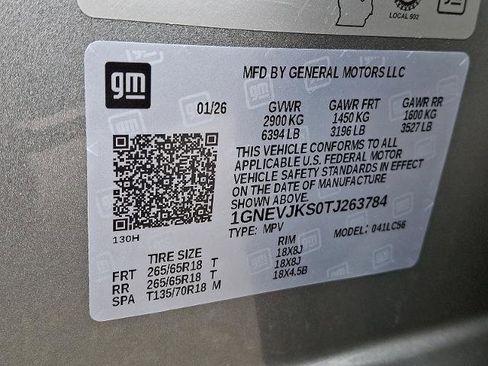 LOCAL 602
gm
MFD BY GENERAL MOTORS LLC
01/26 GVWR GAWR FRT GAWR RR
2900 KG 1450 KG 1600 KG
6394 LB 3196 LB 3527 LB
THIS VEHICLE CONFORMS TO ALL
APPLICABLE U.S. FEDERAL MOTOR
VEHICLE SAFETY STANDARDS IN EFFECT
ON THE DATE OF MANUFACTURE
1GNEVJKS0TJ263784
TYPE: MPV MODEL: 041LC56
130H
TIRE SIZE RIM
FRT 265/65R18 T 18X8J
RR 265/65R18 T 18X8J
SPA T135/70R18 M 18X4.5B